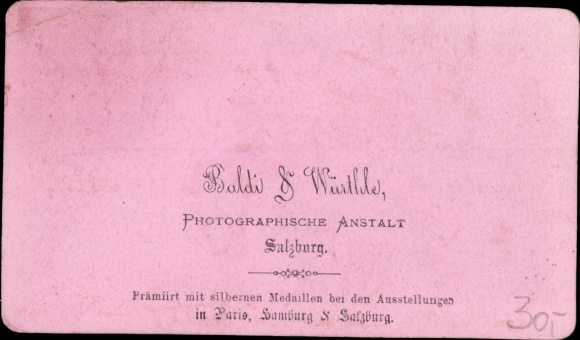 Baldi & Würthle,
PHOTOGRAPHISCHE ANSTALT
Salzburg.
Prämiirt mit silbernen Medaillen bei den Ausstellungen
in Paris, Hamburg & Salzburg.
30,-